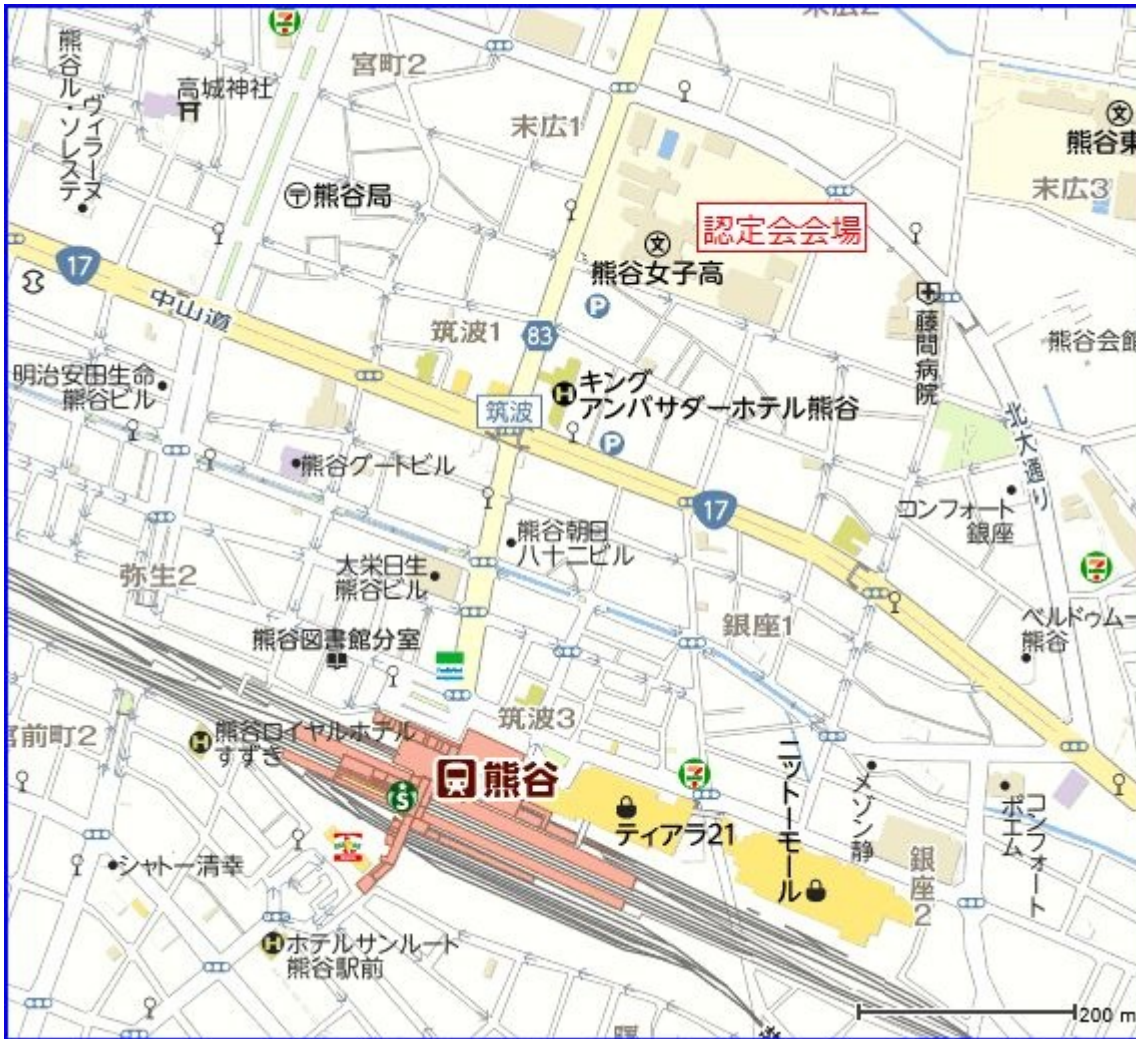 末広2
宮町2
熊谷ル・ソレステ
ヴィラーヌ
高城神社
末広1
熊谷東
末広3
熊谷局
認定会会場
熊谷女子高
17
中山道
P
83
筑波1
藤間病院
熊谷会館
明治安田生命
熊谷ビル
キング
アンバサダーホテル熊谷
H
筑波
P
北大通り
熊谷グートビル
17
コンフォート
銀座
熊谷朝日
八十二ビル
弥生2
太栄日生
熊谷ビル
銀座1
ベルドゥムー
熊谷
熊谷図書館分室
宮前町2
筑波3
H
熊谷ロイヤルホテル
すずき
熊谷
ニットーモール
メゾン静
コンフォート
ポエム
ティアラ21
シャトー清幸
銀座2
H
ホテルサンルート
熊谷駅前
200 m